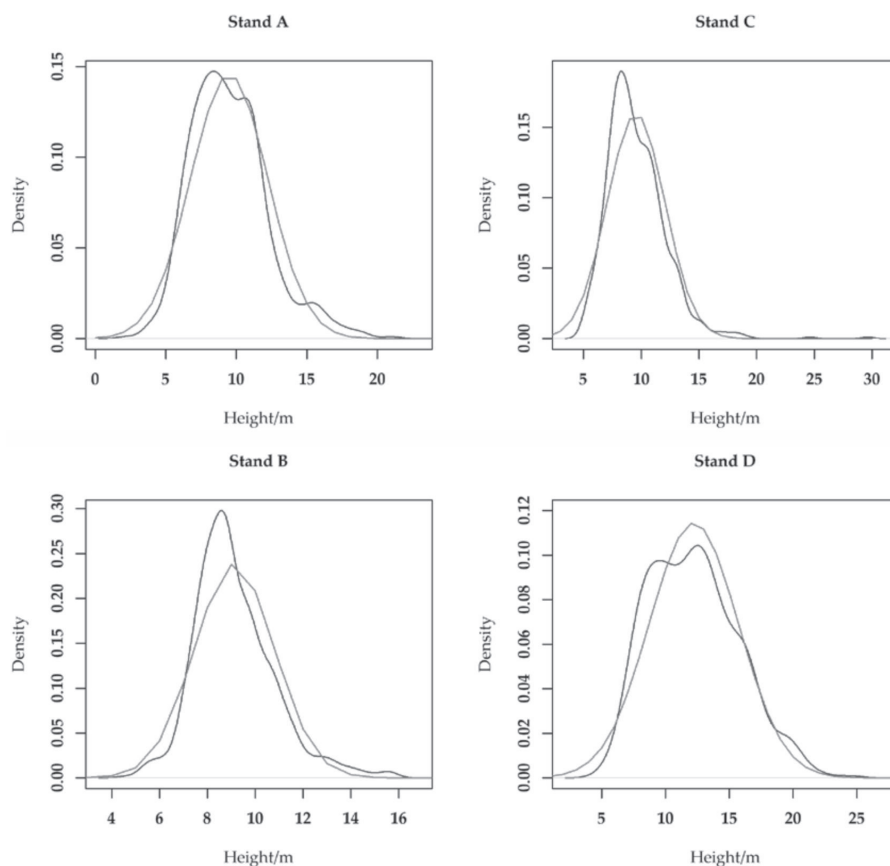 Stand A
0.15
0.10
0.05
0.00
Density
0 5 10 15 20
Height/m
Stand C
0.15
0.10
0.05
0.00
Density
5 10 15 20 25 30
Height/m
Stand B
0.30
0.25
0.20
0.15
0.10
0.05
0.00
Density
4 6 8 10 12 14 16
Height/m
Stand D
0.12
0.10
0.08
0.06
0.04
0.02
0.00
Density
5 10 15 20 25
Height/m